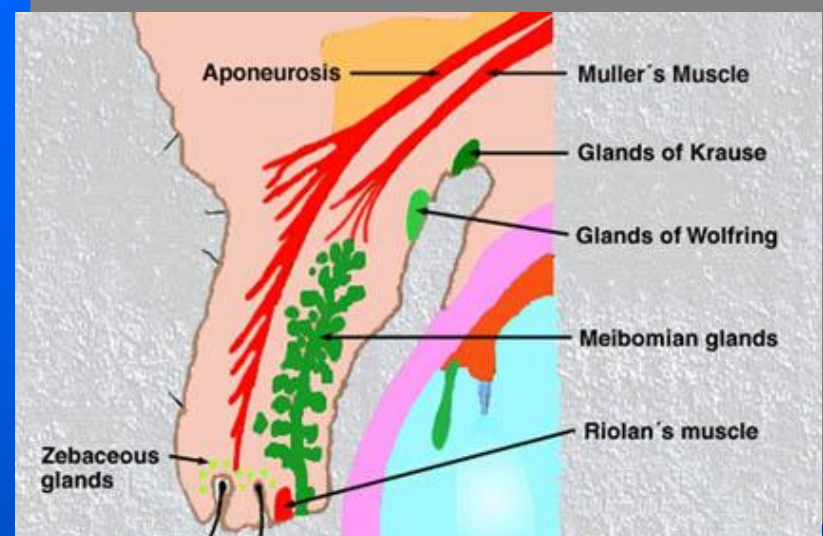 Aponeurosis
Muller´s Muscle
Glands of Krause
Glands of Wolfring
Meibomian glands
Riolan´s muscle
Zebaceous
glands